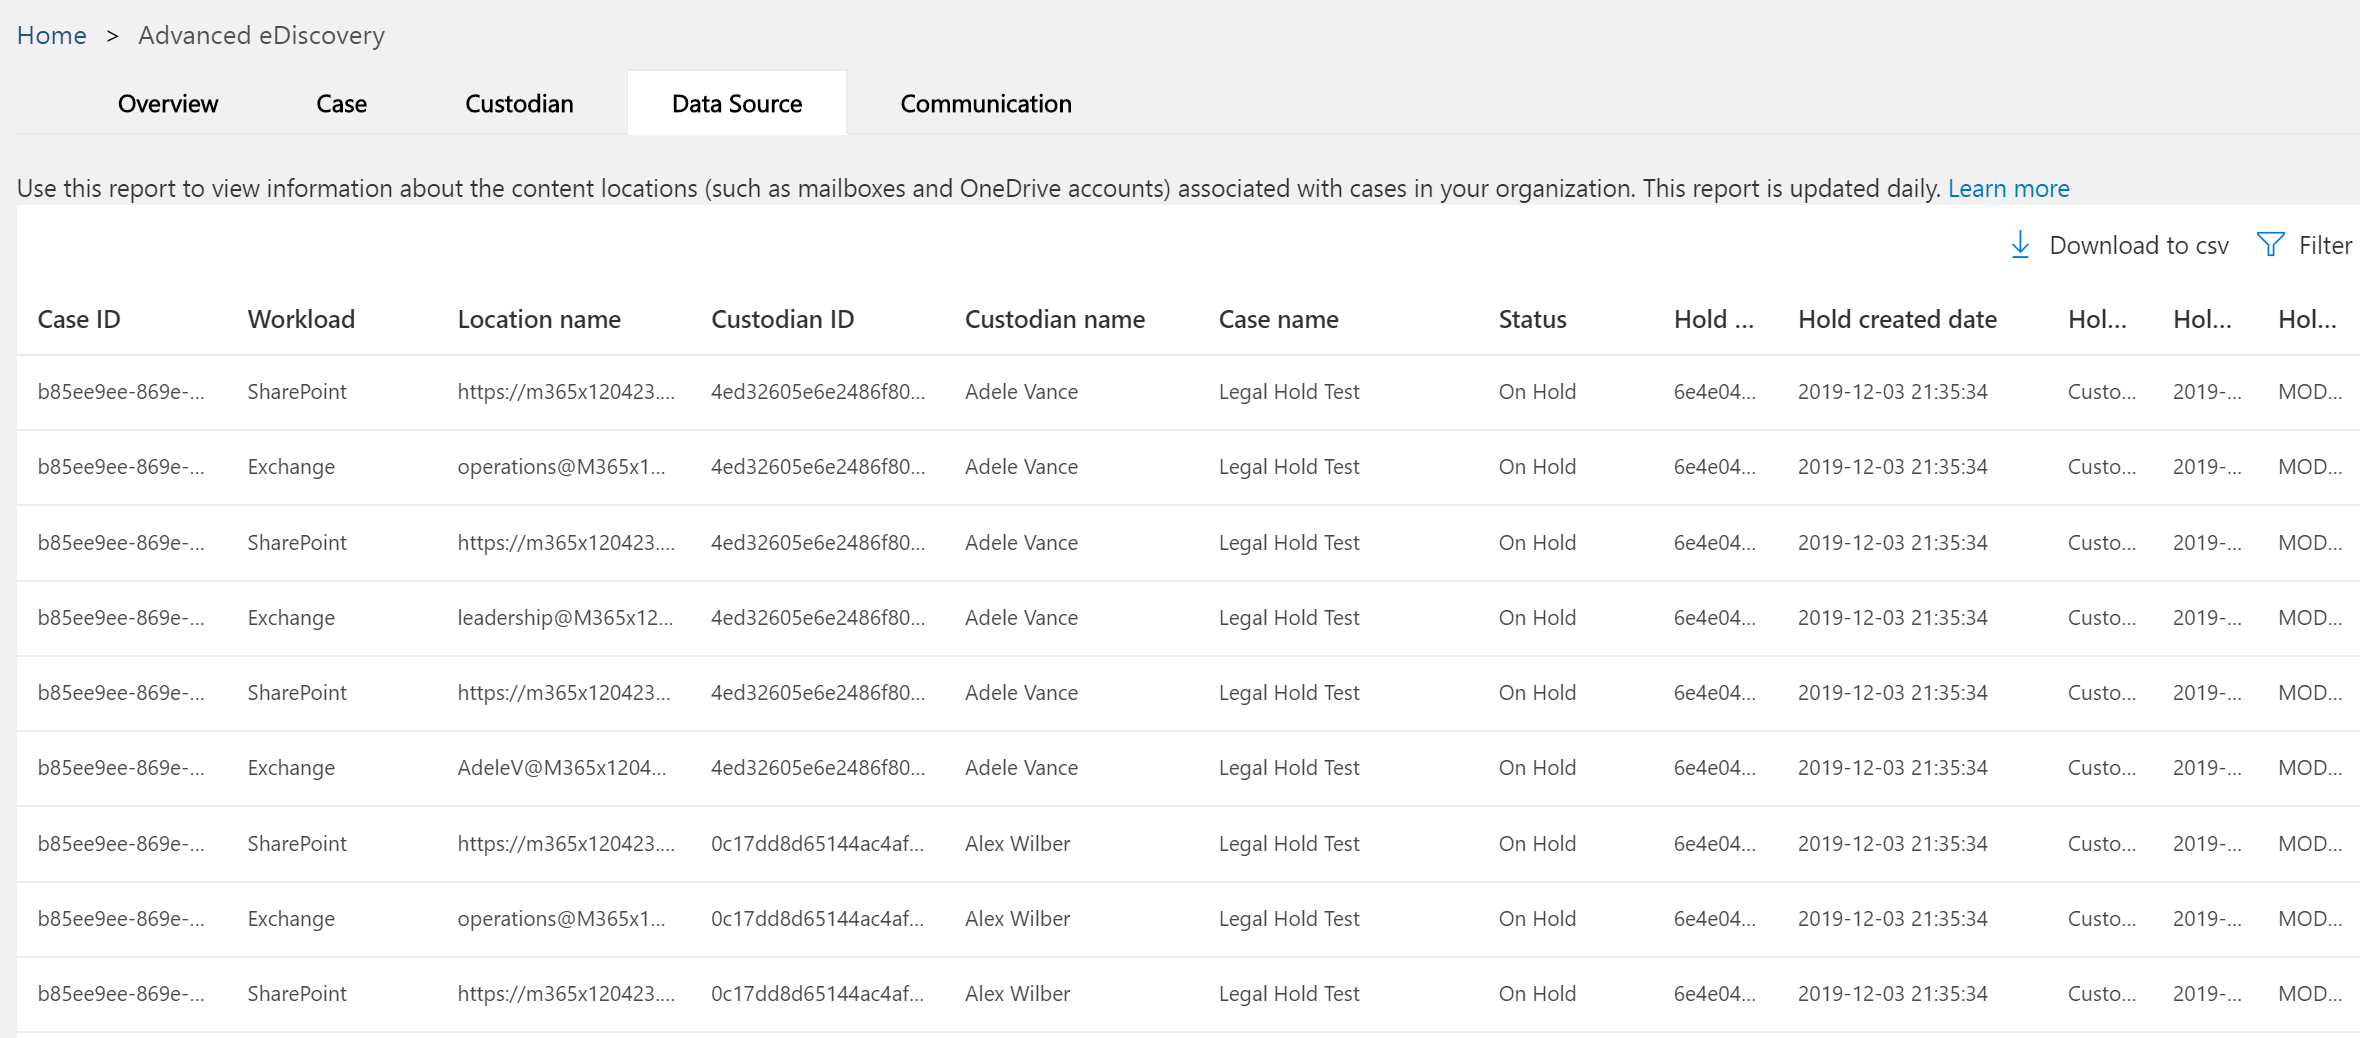 Home > Advanced eDiscovery
Overview Case Custodian Data Source Communication
Use this report to view information about the content locations (such as mailboxes and OneDrive accounts) associated with cases in your organization. This report is updated daily. Learn more
Download to csv Filter
Case ID Workload Location name Custodian ID Custodian name Case name Status Hold ... Hold created date Hol... Hol... Hol...
b85ee9ee-869e-... SharePoint https://m365x120423.... 4ed32605e6e2486f80... Adele Vance Legal Hold Test On Hold 6e4e04... 2019-12-03 21:35:34 Custo... 2019-... MOD...
b85ee9ee-869e-... Exchange operations@M365x1... 4ed32605e6e2486f80... Adele Vance Legal Hold Test On Hold 6e4e04... 2019-12-03 21:35:34 Custo... 2019-... MOD...
b85ee9ee-869e-... SharePoint https://m365x120423.... 4ed32605e6e2486f80... Adele Vance Legal Hold Test On Hold 6e4e04... 2019-12-03 21:35:34 Custo... 2019-... MOD...
b85ee9ee-869e-... Exchange leadership@M365x12... 4ed32605e6e2486f80... Adele Vance Legal Hold Test On Hold 6e4e04... 2019-12-03 21:35:34 Custo... 2019-... MOD...
b85ee9ee-869e-... SharePoint https://m365x120423... 4ed32605e6e2486f80... Adele Vance Legal Hold Test On Hold 6e4e04... 2019-12-03 21:35:34 Custo... 2019-... MOD...
b85ee9ee-869e-... Exchange AdeleV@M365x1204... 4ed32605e6e2486f80... Adele Vance Legal Hold Test On Hold 6e4e04... 2019-12-03 21:35:34 Custo... 2019-... MOD...
b85ee9ee-869e-... SharePoint https://m365x120423.... 0c17dd8d65144ac4af... Alex Wilber Legal Hold Test On Hold 6e4e04... 2019-12-03 21:35:34 Custo... 2019-... MOD...
b85ee9ee-869e-... Exchange operations@M365x1... 0c17dd8d65144ac4af... Alex Wilber Legal Hold Test On Hold 6e4e04... 2019-12-03 21:35:34 Custo... 2019-... MOD...
b85ee9ee-869e-... SharePoint https://m365x120423.... 0c17dd8d65144ac4af... Alex Wilber Legal Hold Test On Hold 6e4e04... 2019-12-03 21:35:34 Custo... 2019-... MOD...